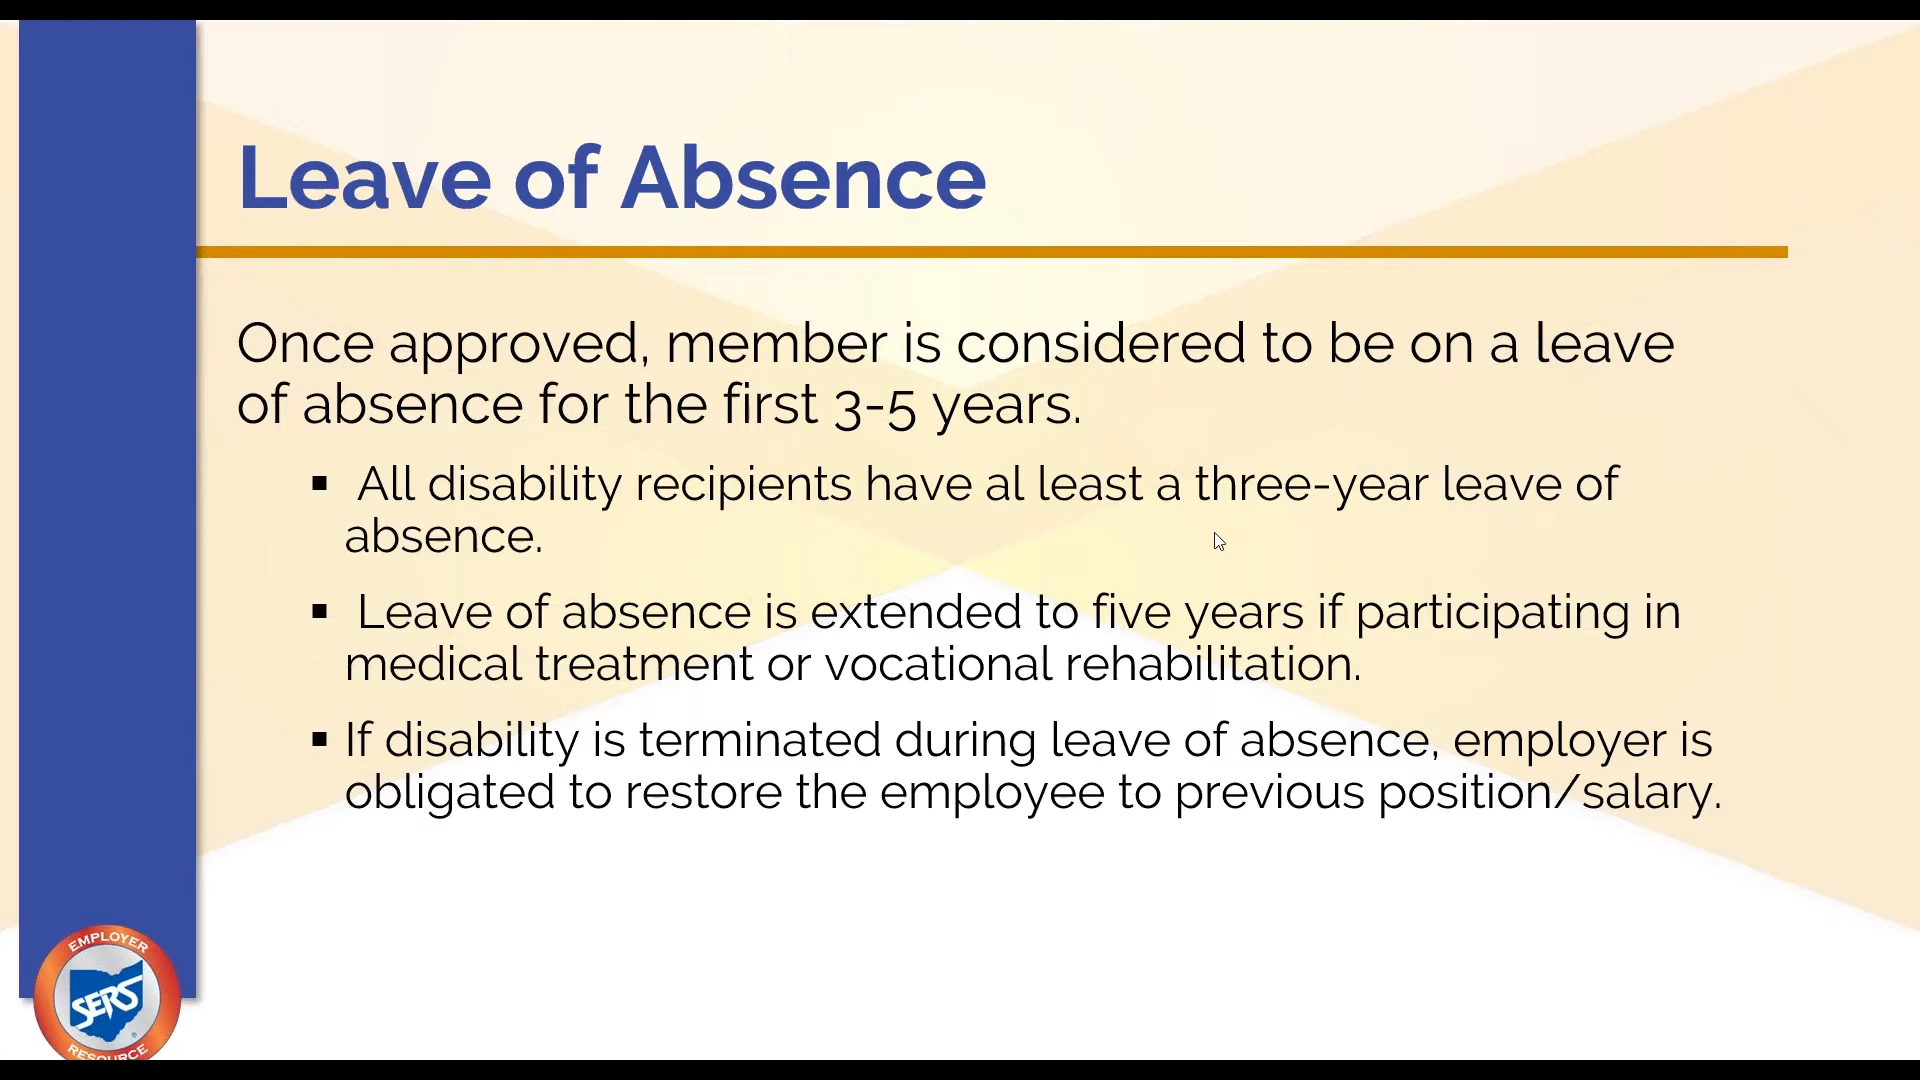 Leave of Absence
Once approved, member is considered to be on a leave
of absence for the first 3-5 years.
▪ All disability recipients have al least a three-year leave of
absence.
▪ Leave of absence is extended to five years if participating in
medical treatment or vocational rehabilitation.
▪ If disability is terminated during leave of absence, employer is
obligated to restore the employee to previous position/salary.
EMPLOYER
SERS
RESOURCE